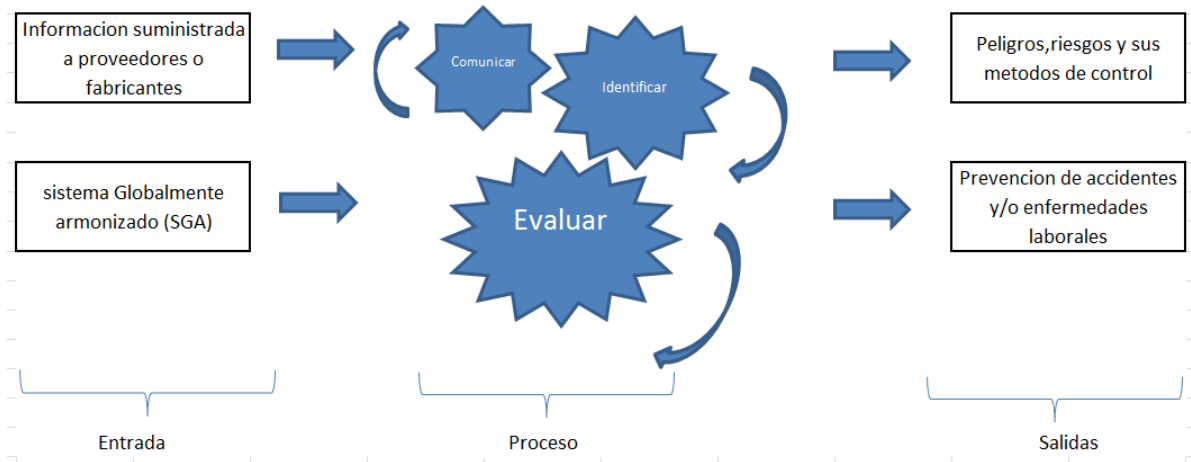 Informacion suministrada
a proveedores o
fabricantes
sistema Globalmente
armonizado (SGA)
Comunicar
Identificar
Evaluar
Peligros,riesgos y sus
metodos de control
Prevencion de accidentes
y/o enfermedades
laborales
Entrada
Proceso
Salidas